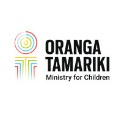 ORANGA
TAMARIKI
Ministry for Children